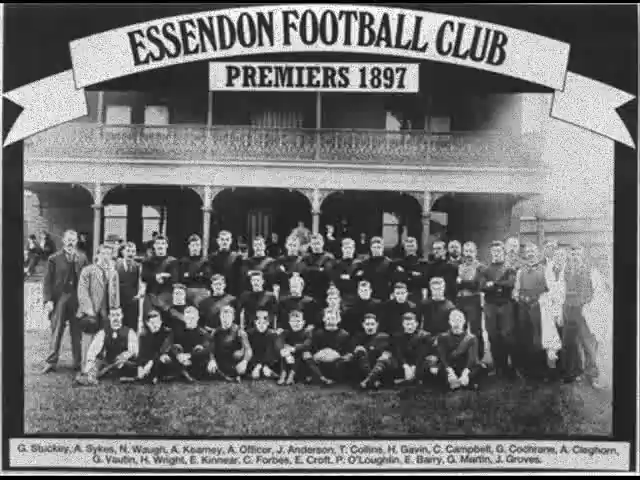 ESSENDON FOOTBALL CLUB
PREMIERS 1897
G. Stuckey, A. Sykes, N. Waugh, A. Kearney, A. Officer, J. Anderson, T. Collins, H. Gavin, C. Campbell, G. Cochrane, A. Cleghorn,
G. Vautin, H. Wright, E. Kinnear, C. Forbes, E. Croft, P. O'Loughlin, E. Barry, G. Martin, J. Groves.